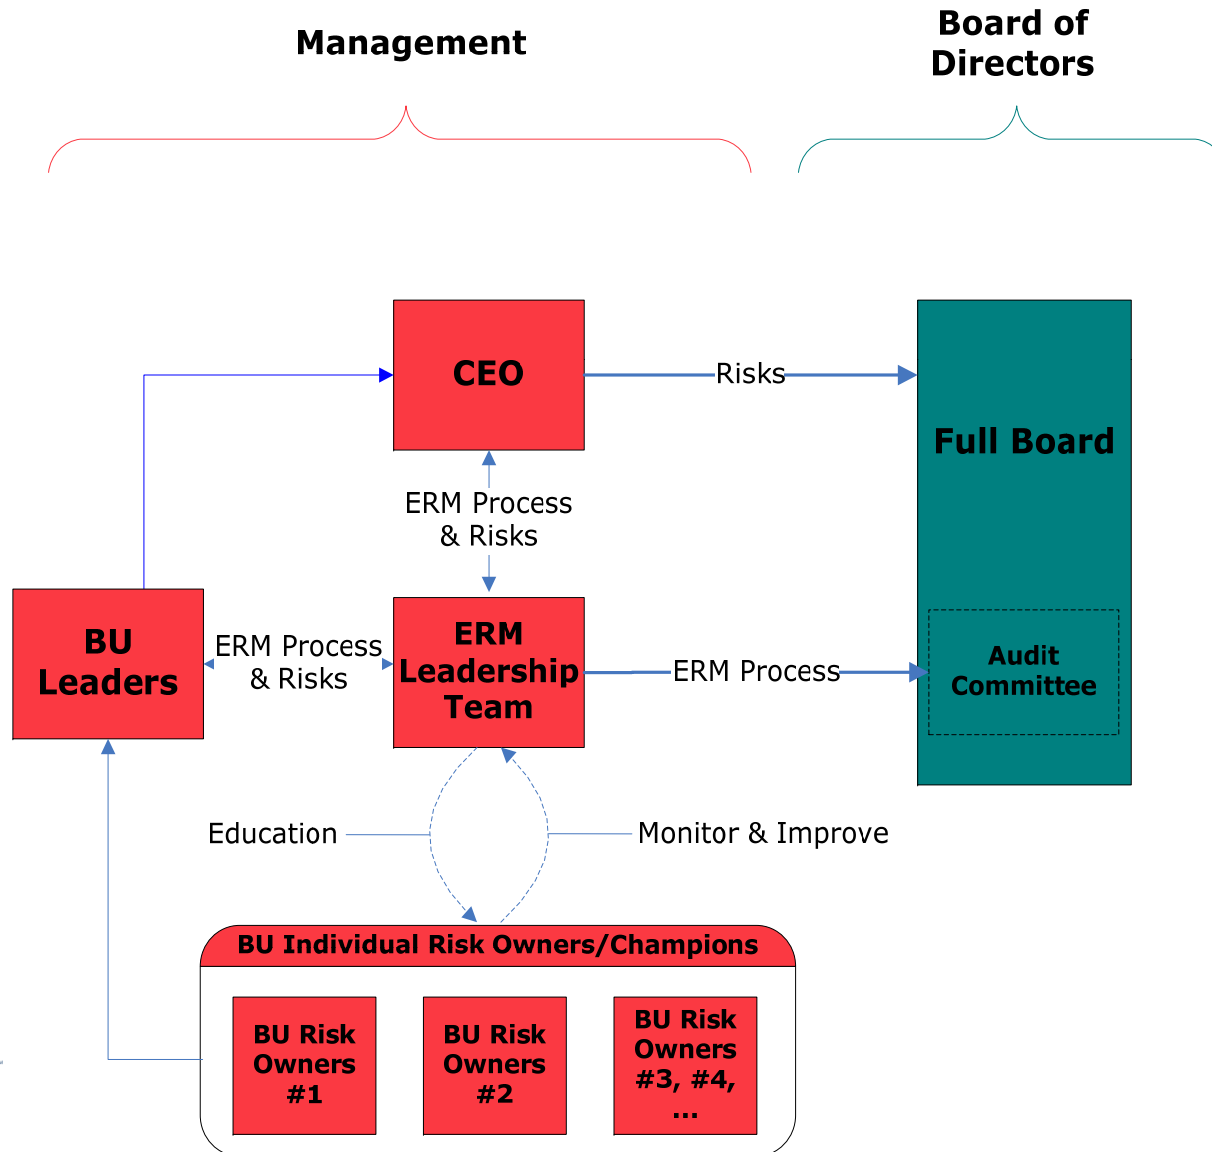 Management
Board of
Directors
CEO
Risks
Full Board
ERM Process
& Risks
BU
Leaders
ERM Process
& Risks
ERM
Leadership
Team
ERM Process
Audit
Committee
Education
Monitor & Improve
BU Individual Risk Owners/Champions
BU Risk
Owners
#1
BU Risk
Owners
#2
BU Risk
Owners
#3, #4,
...